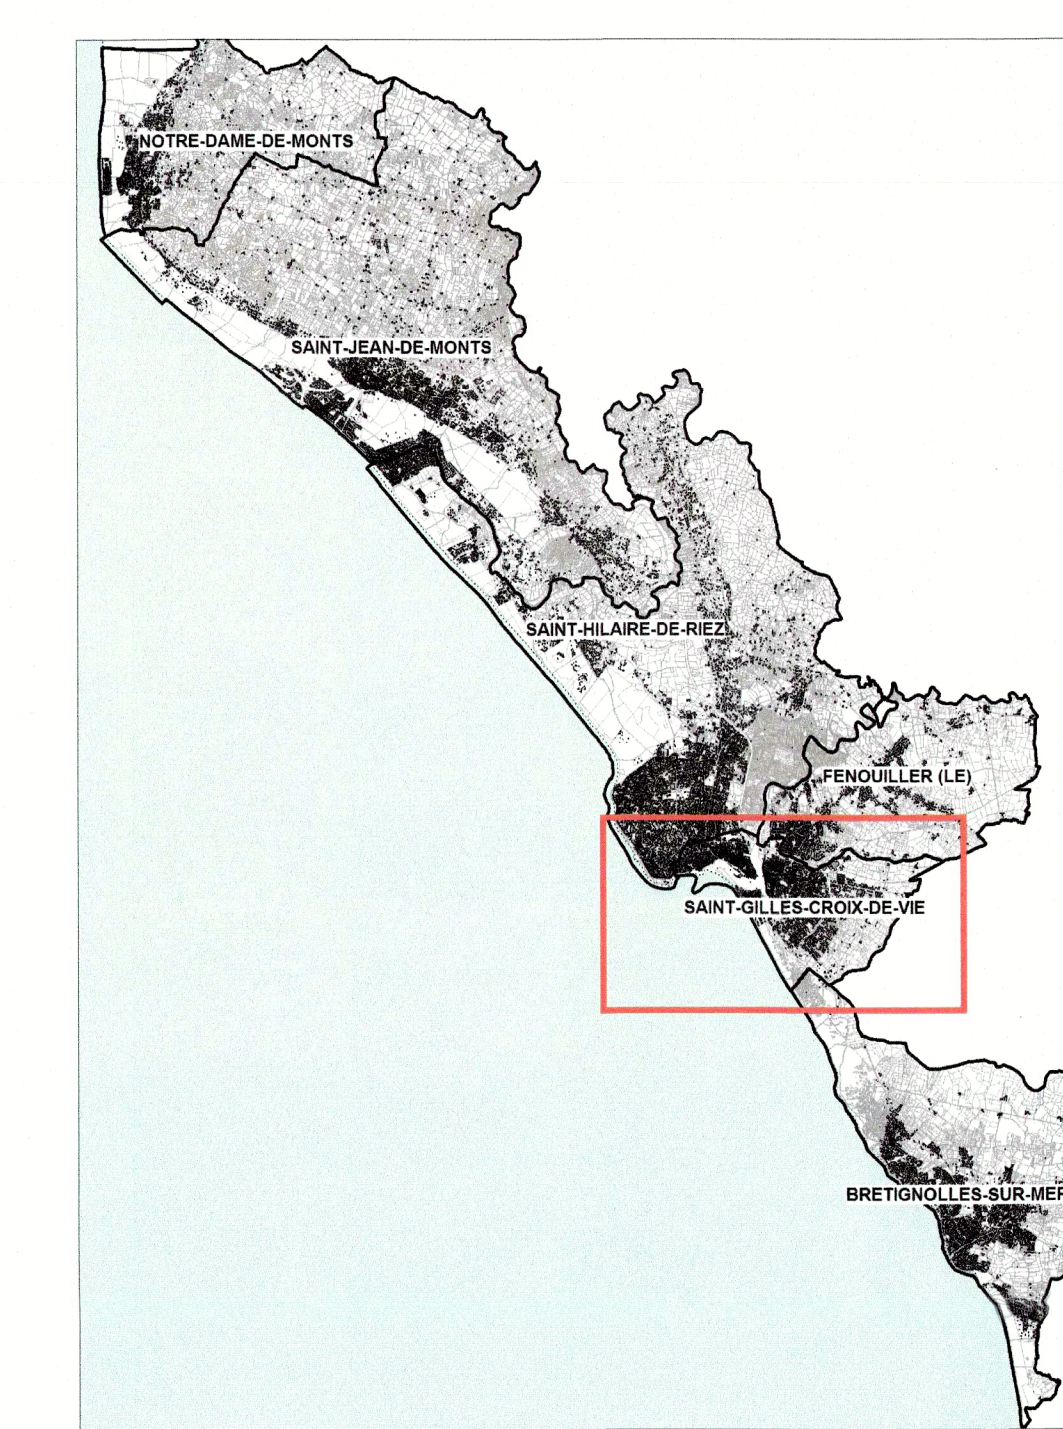 NOTRE-DAME-DE-MONTS
SAINT-JEAN-DE-MONTS
SAINT-HILAIRE-DE-RIEZ
FENOUILLER (LE)
SAINT-GILLES-CROIX-DE-VIE
BRETIGNOLLES-SUR-MER